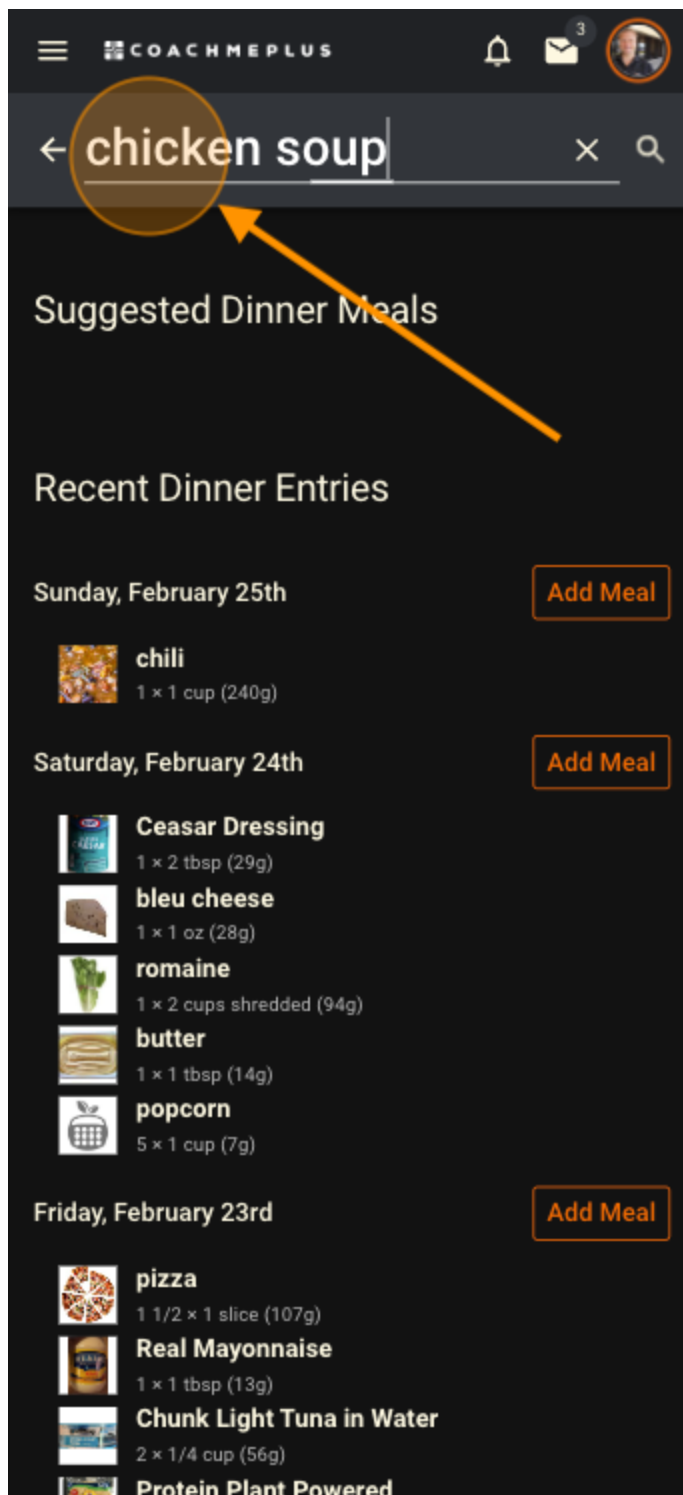 COACHMEPLUS
3
chicken soup
Suggested Dinner Meals
Recent Dinner Entries
Sunday, February 25th
Add Meal
chili
1 × 1 cup (240g)
Saturday, February 24th
Add Meal
Ceasar Dressing
1 × 2 tbsp (29g)
bleu cheese
1 × 1 oz (28g)
romaine
1 × 2 cups shredded (94g)
butter
1 × 1 tbsp (14g)
popcorn
5 × 1 cup (7g)
Friday, February 23rd
Add Meal
pizza
1 1/2 × 1 slice (107g)
Real Mayonnaise
1 × 1 tbsp (13g)
Chunk Light Tuna in Water
2 × 1/4 cup (56g)
Protein Plant Powered